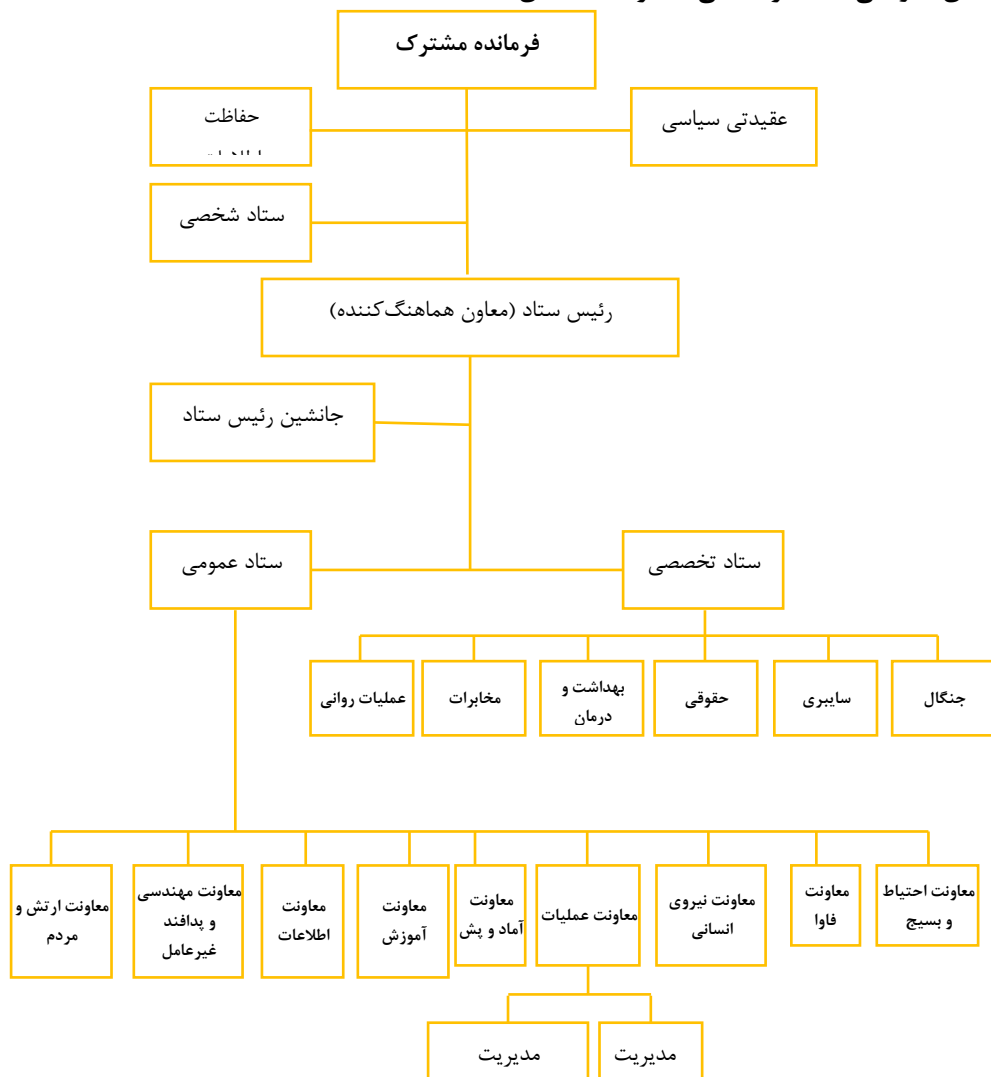 فرمانده مشترک
عقیدتی سیاسی
حفاظت
ستاد شخصی
رئیس ستاد (معاون هماهنگ‌کننده)
جانشین رئیس ستاد
ستاد تخصصی
ستاد عمومی
جنگال
سایبری
حقوقی
بهداشت و
درمان
مخابرات
عملیات روانی
معاونت احتیاط
و بسیج
معاونت
فاوا
معاونت نیروی
انسانی
معاونت عملیات
معاونت
آماد و پش
معاونت
آموزش
معاونت
اطلاعات
معاونت مهندسی
و پدافند
غیرعامل
معاونت ارتش و
مردم
مدیریت
مدیریت